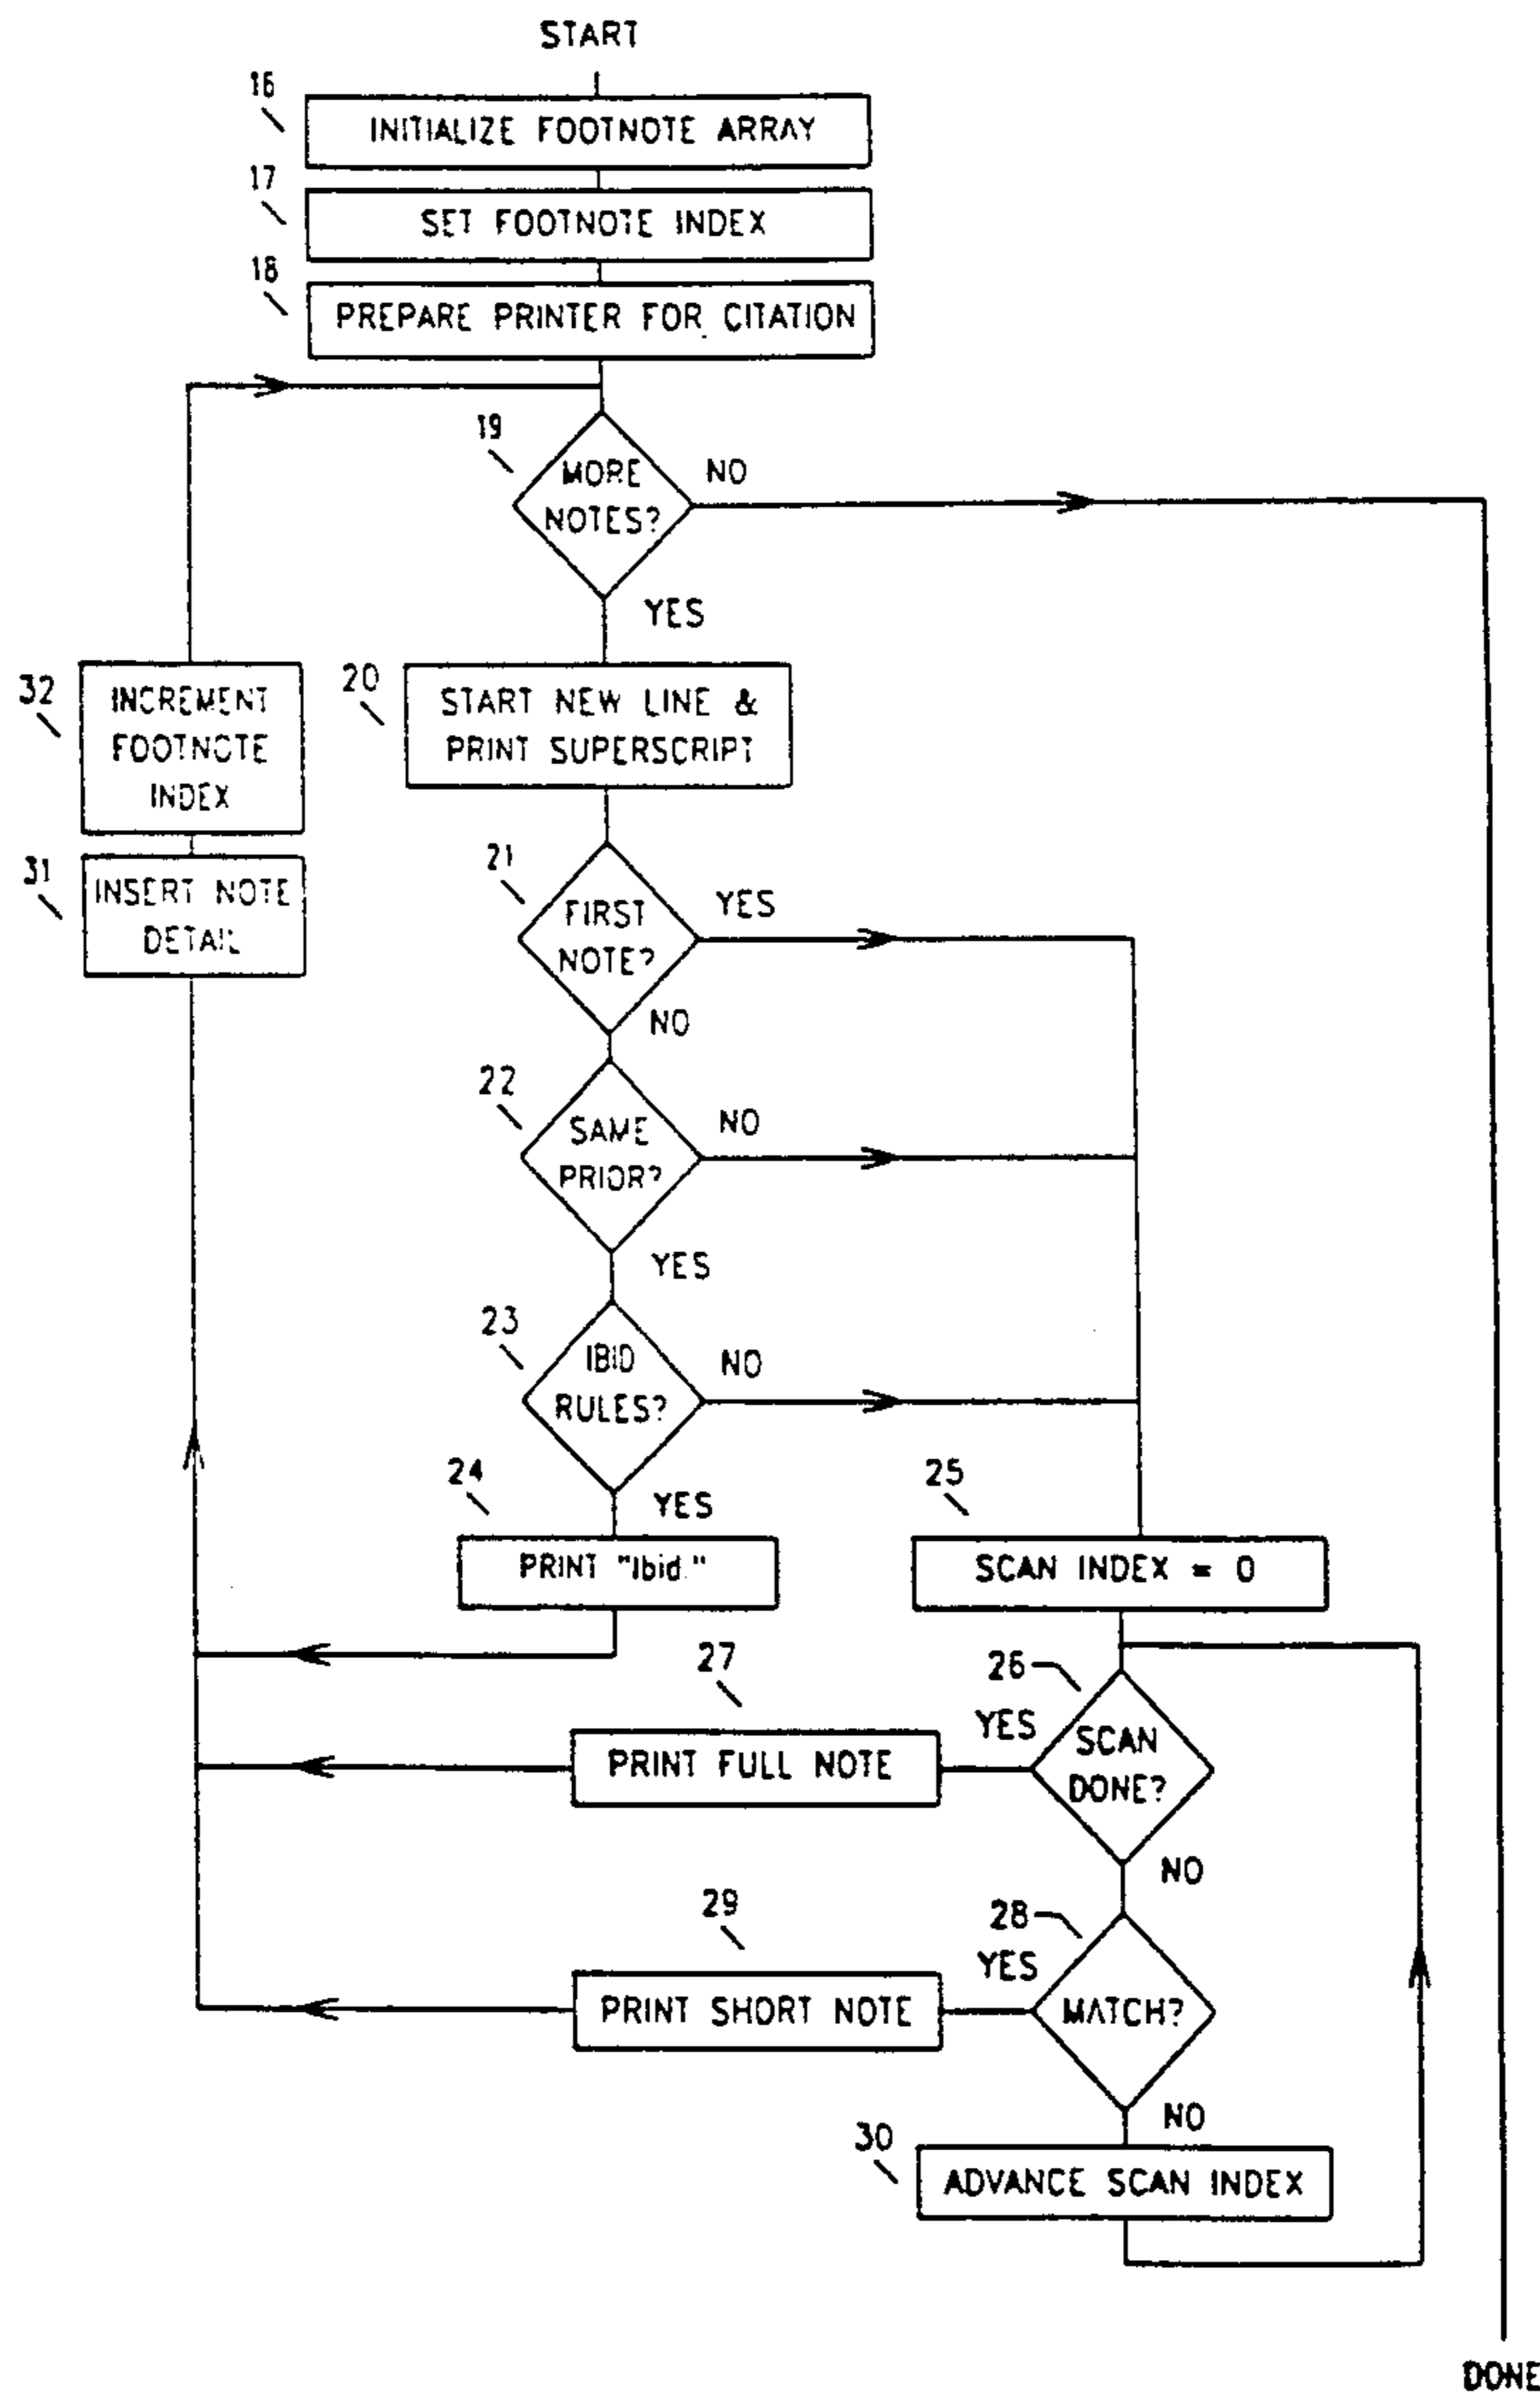 START
16
INITIALIZE FOOTNOTE ARRAY
17
SET FOOTNOTE INDEX
18
PREPARE PRINTER FOR CITATION
19
MORE
NOTES?
NO
YES
32
INCREMENT
FOOTNOTE
INDEX
20
START NEW LINE &
PRINT SUPERSCRIPT
31
INSERT NOTE
DETAIL
21
FIRST
NOTE?
YES
NO
22
SAME
PRIOR?
NO
YES
23
IBID
RULES?
NO
YES
24
PRINT "Ibid."
25
SCAN INDEX = 0
26
SCAN
DONE?
YES
27
PRINT FULL NOTE
NO
28
MATCH?
YES
29
PRINT SHORT NOTE
NO
30
ADVANCE SCAN INDEX
DONE